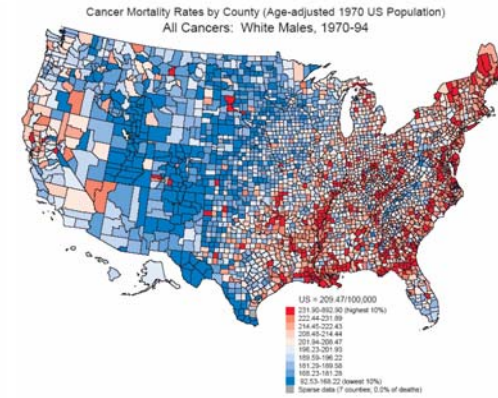 Cancer Mortality Rates by County (Age-adjusted 1970 US Population)
All Cancers: White Males, 1970-94
US = 209.47/100,000
231.90-892.90 (highest 10%)
222.44-231.89
214.45-222.43
208.48-214.44
201.94-208.47
196.23-201.93
189.59-196.22
181.29-189.58
168.23-181.28
92.53-168.22 (lowest 10%)
Sparse data (7 counties; 0.0% of deaths)